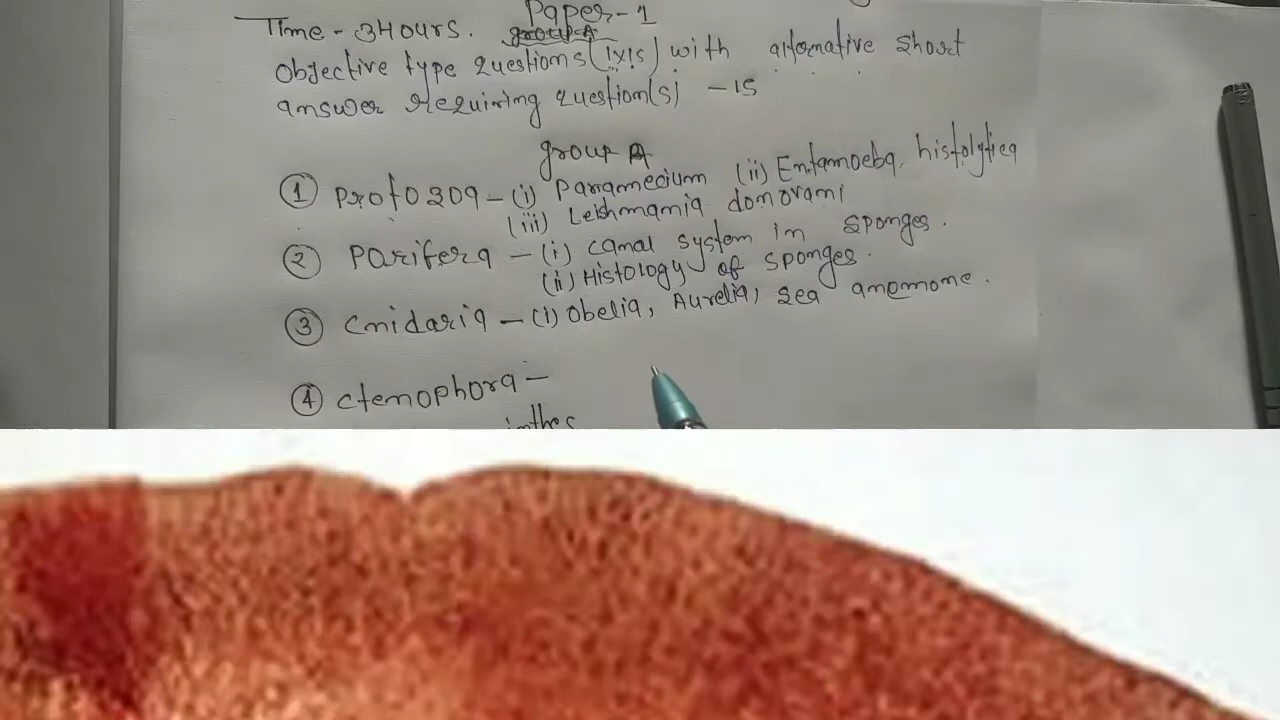 Paper-1
Time - 3Hours. group-A
objective type questions (1x15) with alternative short
answer requiring question(s) - 15
group A
① Protozoa - (i) Paramecium (ii) Entamoeba, histolytica
(iii) Leishmania donovani
② Parifera - (i) canal system in sponges.
(ii) Histology of sponges.
③ Cnidaria - (i) Obelia, Aurelia, sea anemone.
④ ctenophora -
inthes